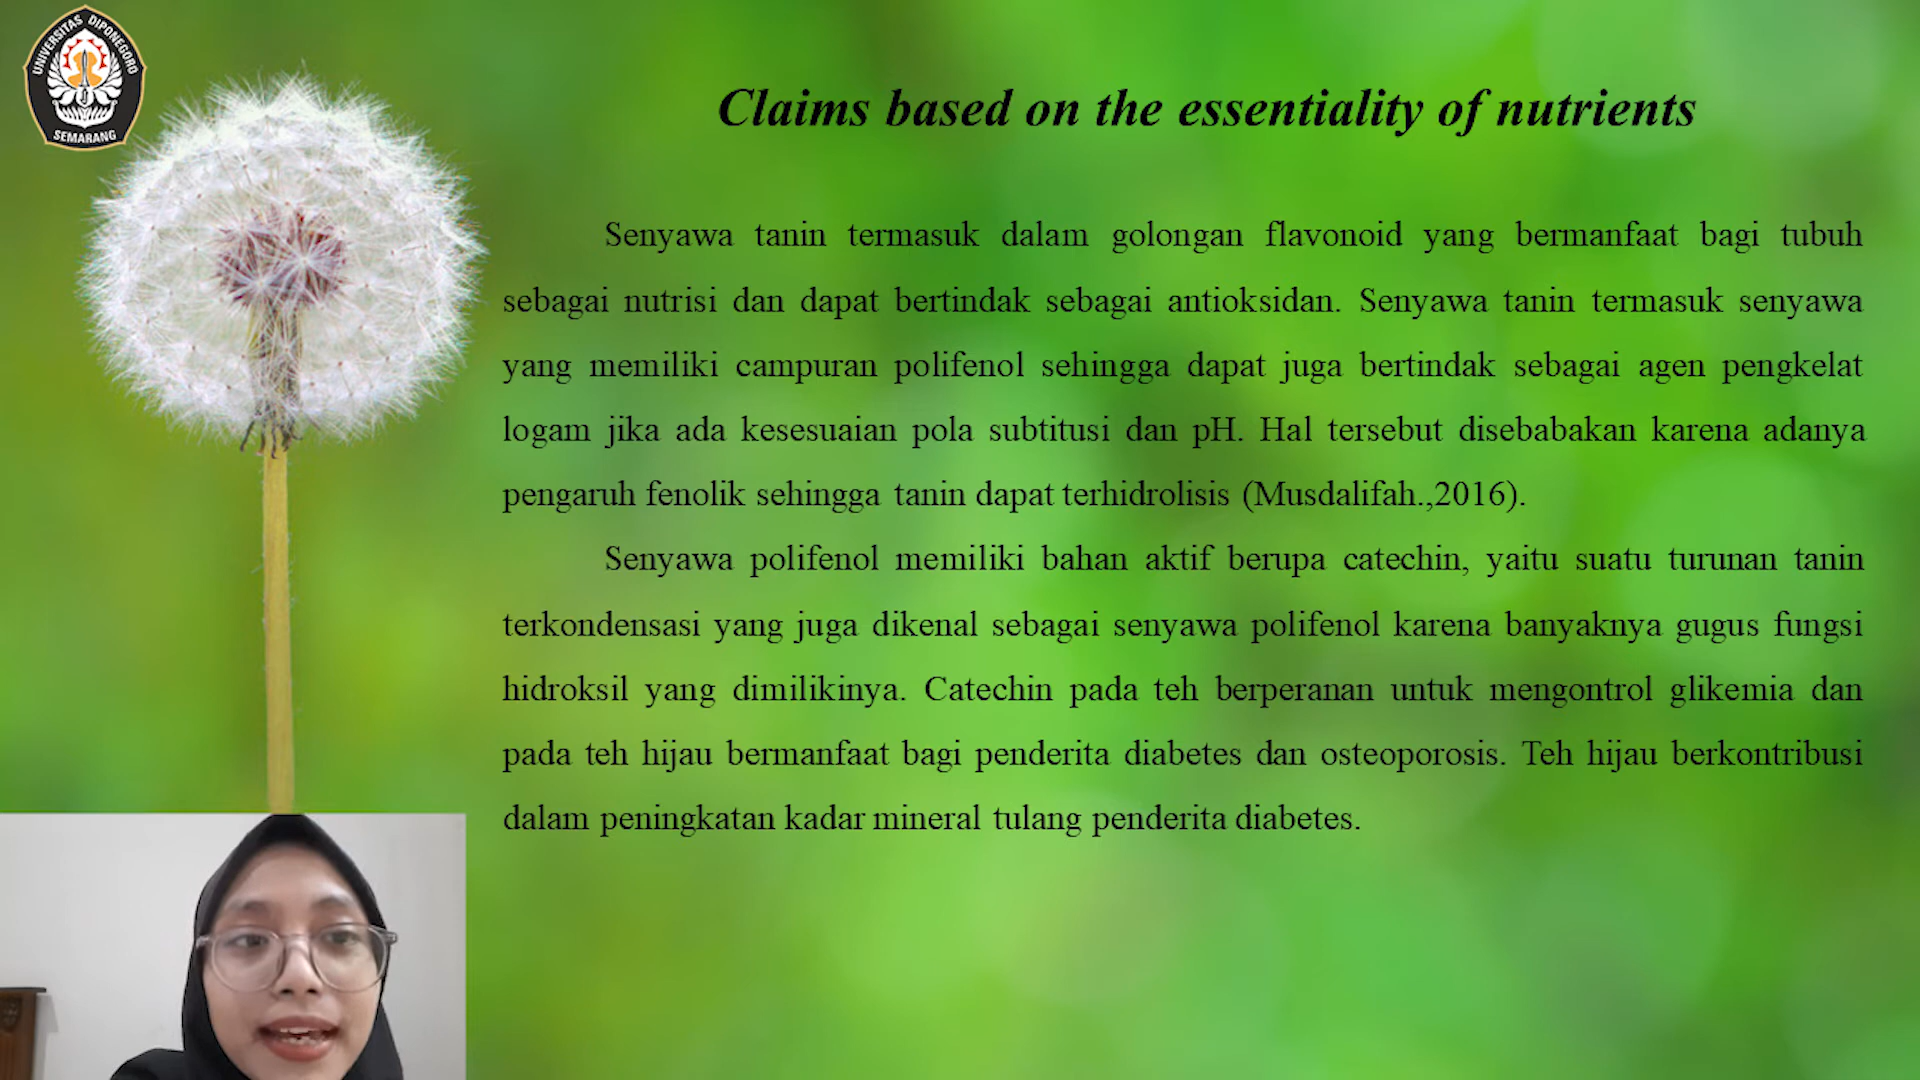 UNIVERSITAS DIPONEGORO
SEMARANG
Claims based on the essentiality of nutrients
Senyawa tanin termasuk dalam golongan flavonoid yang bermanfaat bagi tubuh
sebagai nutrisi dan dapat bertindak sebagai antioksidan. Senyawa tanin termasuk senyawa
yang memiliki campuran polifenol sehingga dapat juga bertindak sebagai agen pengkelat
logam jika ada kesesuaian pola subtitusi dan pH. Hal tersebut disebabakan karena adanya
pengaruh fenolik sehingga tanin dapat terhidrolisis (Musdalifah.,2016).
Senyawa polifenol memiliki bahan aktif berupa catechin, yaitu suatu turunan tanin
terkondensasi yang juga dikenal sebagai senyawa polifenol karena banyaknya gugus fungsi
hidroksil yang dimilikinya. Catechin pada teh berperanan untuk mengontrol glikemia dan
pada teh hijau bermanfaat bagi penderita diabetes dan osteoporosis. Teh hijau berkontribusi
dalam peningkatan kadar mineral tulang penderita diabetes.